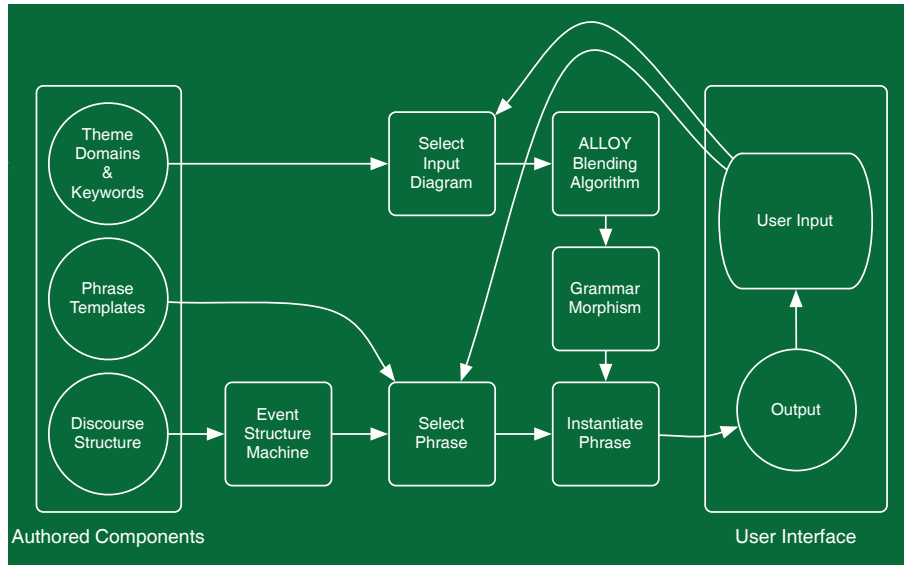 Theme
Domains
&
Keywords
Select
Input
Diagram
ALLOY
Blending
Algorithm
User Input
Phrase
Templates
Grammar
Morphism
Discourse
Structure
Event
Structure
Machine
Select
Phrase
Instantiate
Phrase
Output
Authored Components
User Interface